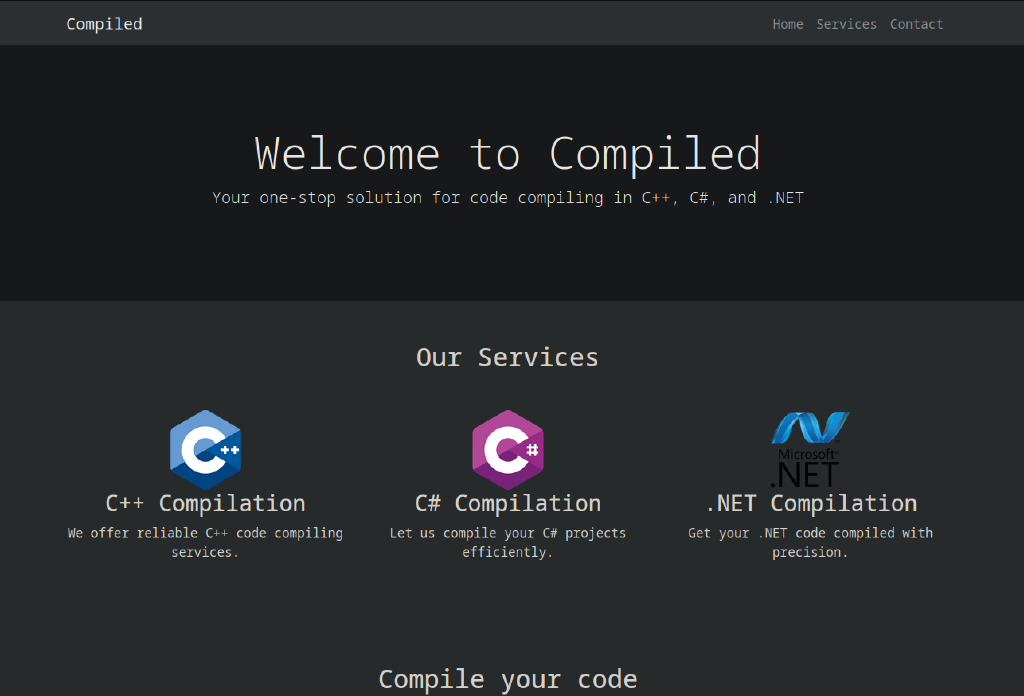 Compiled
Home Services Contact
Welcome to Compiled
Your one-stop solution for code compiling in C++, C#, and .NET
Our Services
C++
C#
Microsoft®
.NET
C++ Compilation
We offer reliable C++ code compiling
services.
C# Compilation
Let us compile your C# projects
efficiently.
.NET Compilation
Get your .NET code compiled with
precision.
Compile your code